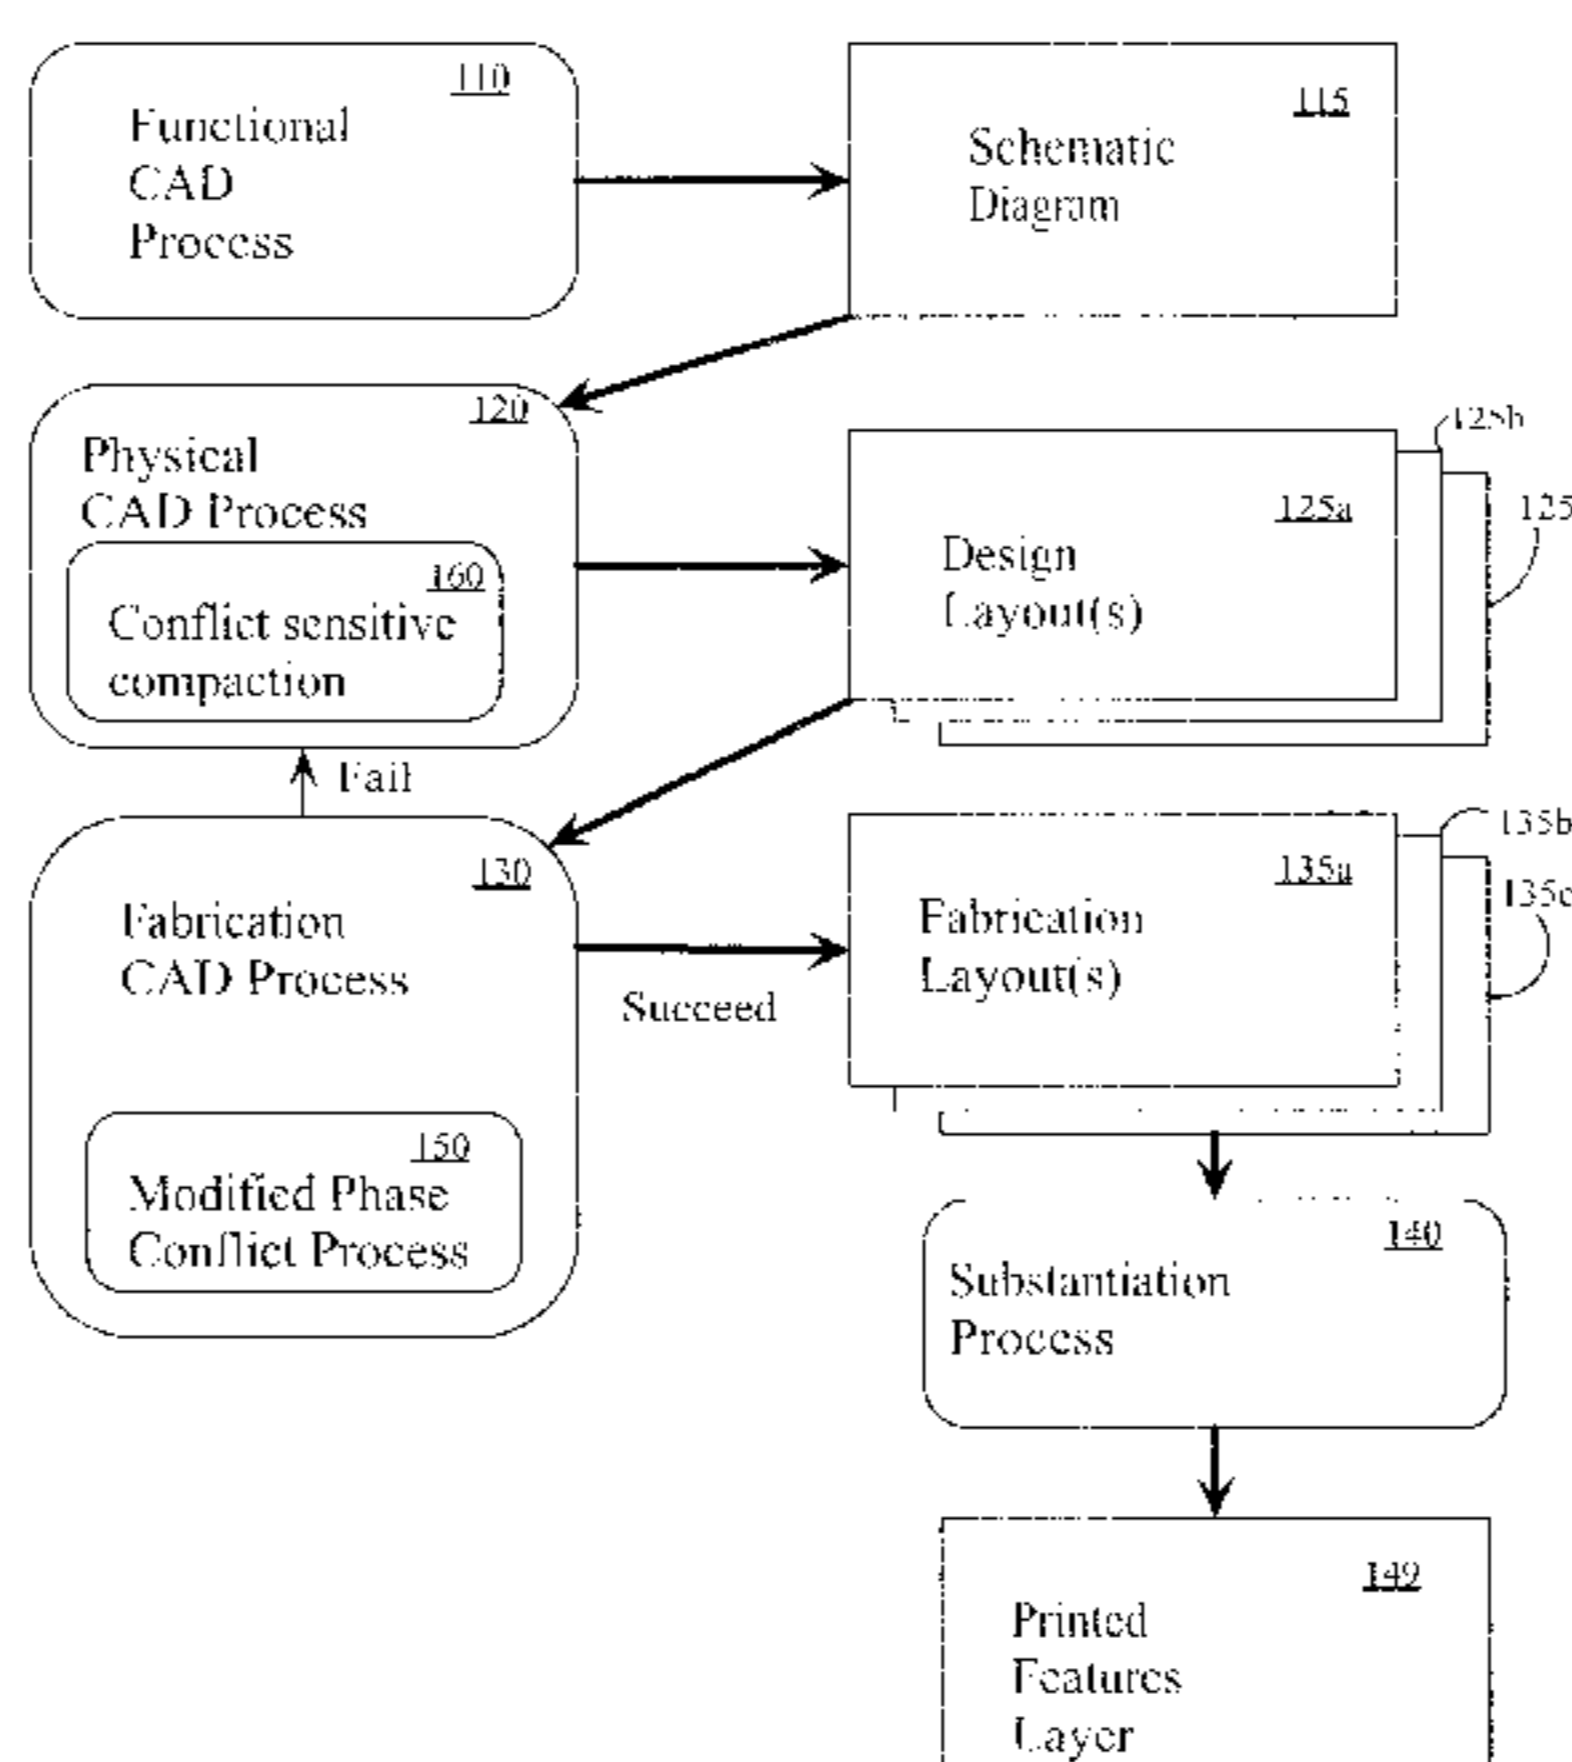 110
Functional
CAD
Process
115
Schematic
Diagram
120
Physical
CAD Process
160
Conflict sensitive
compaction
125b
125a
125
Design
Layout(s)
Fail
130
Fabrication
CAD Process
150
Modified Phase
Conflict Process
Succeed
135b
135a
135c
Fabrication
Layout(s)
140
Substantiation
Process
149
Printed
Features
Layer